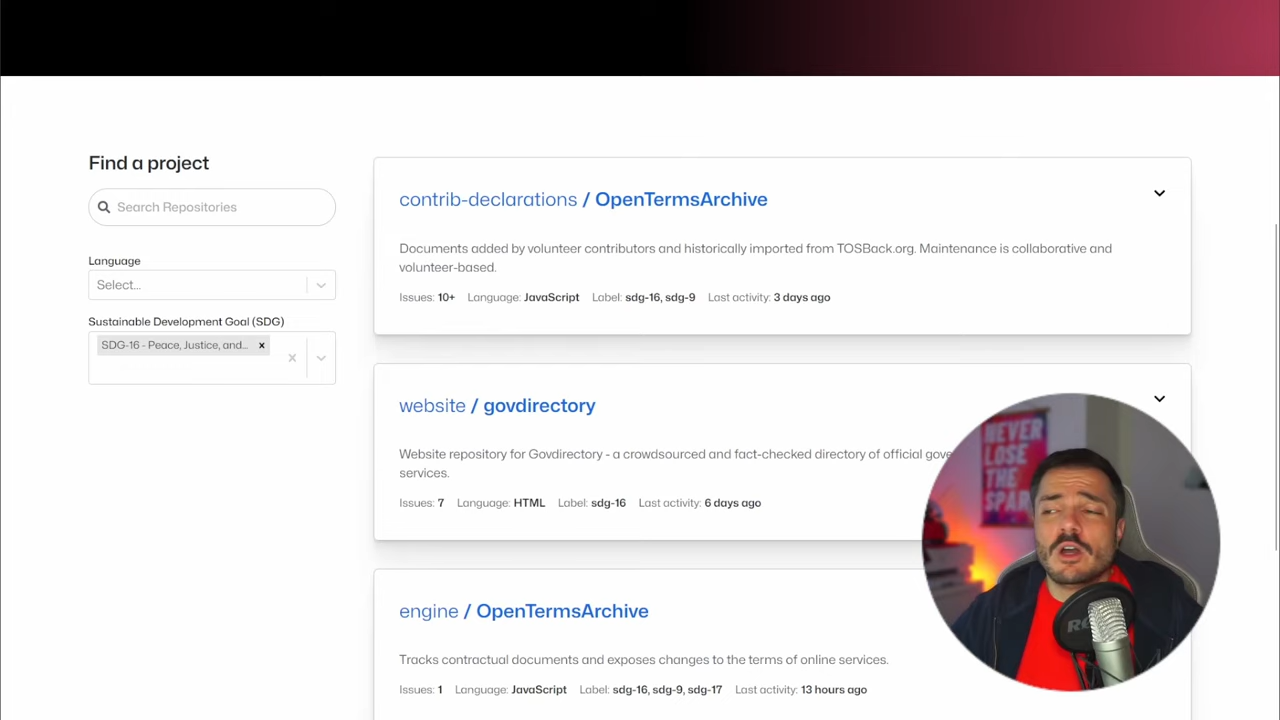 Find a project
Search Repositories
Language
Select...
Sustainable Development Goal (SDG)
SDG-16 - Peace, Justice, and...
contrib-declarations / OpenTermsArchive
Documents added by volunteer contributors and historically imported from TOSBack.org. Maintenance is collaborative and
volunteer-based.
Issues: 10+ Language: JavaScript Label: sdg-16, sdg-9 Last activity: 3 days ago
website / govdirectory
Website repository for Govdirectory - a crowdsourced and fact-checked directory of official gove
services.
Issues: 7 Language: HTML Label: sdg-16 Last activity: 6 days ago
engine / OpenTermsArchive
Tracks contractual documents and exposes changes to the terms of online services.
Issues: 1 Language: JavaScript Label: sdg-16, sdg-9, sdg-17 Last activity: 13 hours ago
NEVER
LOSE
THE
SPAR